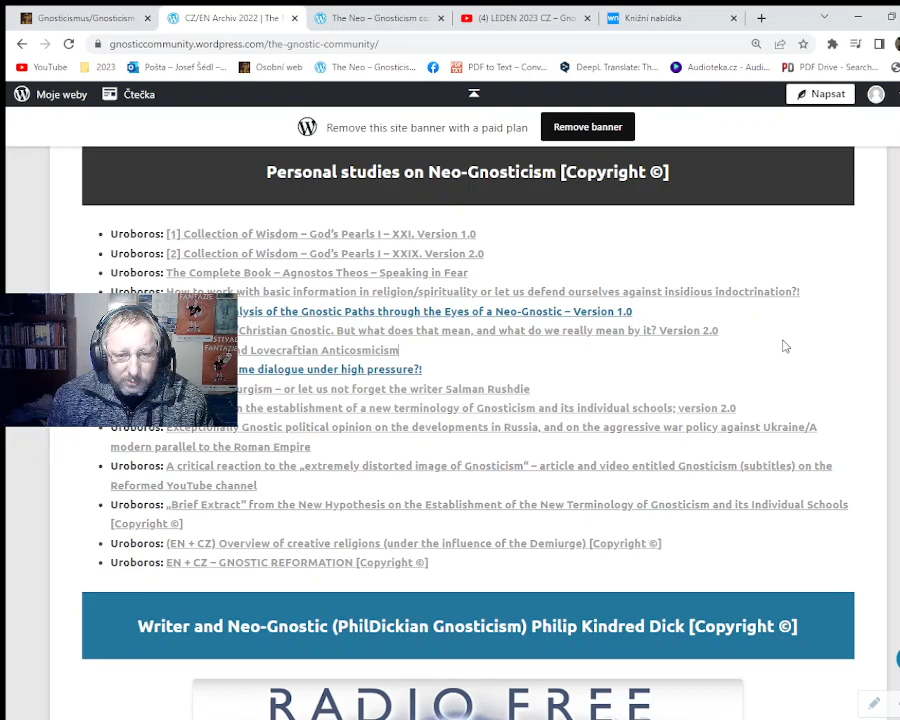 Gnosticismus/Gnosticism
CZ/EN Archiv 2022 | The
The Neo – Gnosticism co
(4) LEDEN 2023 CZ – Gno
Knižní nabídka
gnosticcommunity.wordpress.com/the-gnostic-community/
YouTube
2023
Pošta – Josef Šédl –...
Osobní web
The Neo – Gnosticis...
PDF to Text – Conv...
DeepL Translate: Th...
Audioteka.cz - Audi...
PDF Drive - Search...
Moje weby
Čtečka
Napsat
Remove this site banner with a paid plan
Remove banner
Personal studies on Neo-Gnosticism [Copyright ©]
Uroboros: [1] Collection of Wisdom – God's Pearls I – XXI. Version 1.0
Uroboros: [2] Collection of Wisdom – God's Pearls I – XXIX. Version 2.0
Uroboros: The Complete Book – Agnostos Theos – Speaking in Fear
Uroboros: How to work with basic information in religion/spirituality or let us defend ourselves against insidious indoctrination?!
alysis of the Gnostic Paths through the Eyes of a Neo-Gnostic – Version 1.0
Christian Gnostic. But what does that mean, and what do we really mean by it? Version 2.0
nd Lovecraftian Anticosmicism
me dialogue under high pressure?!
urgism – or let us not forget the writer Salman Rushdie
n the establishment of a new terminology of Gnosticism and its individual schools; version 2.0
Uroboros: Exceptionally Gnostic political opinion on the developments in Russia, and on the aggressive war policy against Ukraine/A
modern parallel to the Roman Empire
Uroboros: A critical reaction to the „extremely distorted image of Gnosticism" – article and video entitled Gnosticism (subtitles) on the
Reformed YouTube channel
Uroboros: „Brief Extract" from the New Hypothesis on the Establishment of the New Terminology of Gnosticism and its Individual Schools
[Copyright ©]
Uroboros: (EN + CZ) Overview of creative religions (under the influence of the Demiurge) [Copyright ©]
Uroboros: EN + CZ – GNOSTIC REFORMATION [Copyright ©]
Writer and Neo-Gnostic (PhilDickian Gnosticism) Philip Kindred Dick [Copyright ©]
RADIO FREE